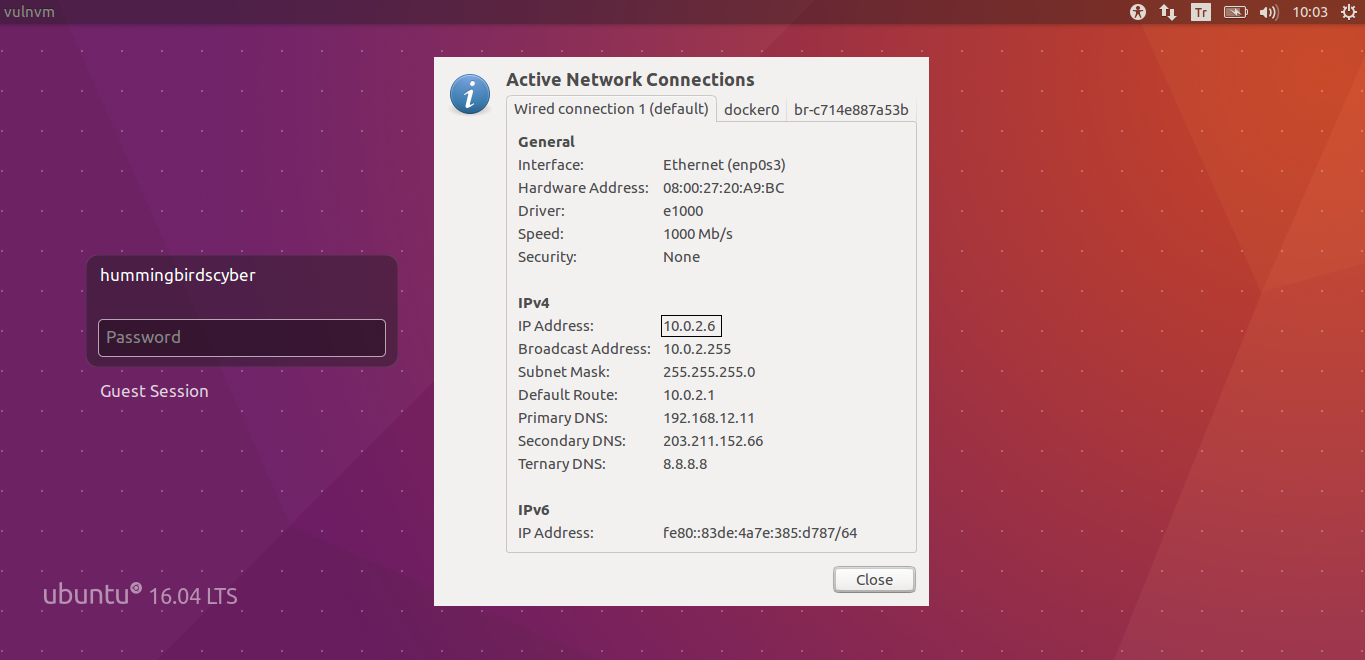 vulnvm
Tr
10:03
Active Network Connections
Wired connection 1 (default) docker0 br-c714e887a53b
General
Interface: Ethernet (enp0s3)
Hardware Address: 08:00:27:20:A9:BC
Driver: e1000
Speed: 1000 Mb/s
Security: None
IPv4
IP Address: 10.0.2.6
Broadcast Address: 10.0.2.255
Subnet Mask: 255.255.255.0
Default Route: 10.0.2.1
Primary DNS: 192.168.12.11
Secondary DNS: 203.211.152.66
Ternary DNS: 8.8.8.8
IPv6
IP Address: fe80::83de:4a7e:385:d787/64
Close
hummingbirdscyber
Password
Guest Session
ubuntu 16.04 LTS